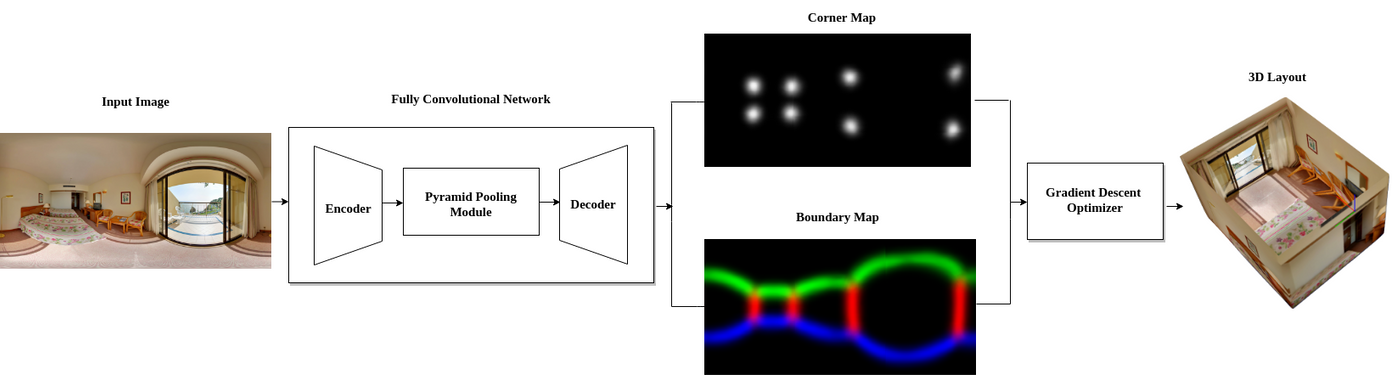 Input Image
Fully Convolutional Network
Encoder
Pyramid Pooling
Module
Decoder
Corner Map
Boundary Map
Gradient Descent
Optimizer
3D Layout